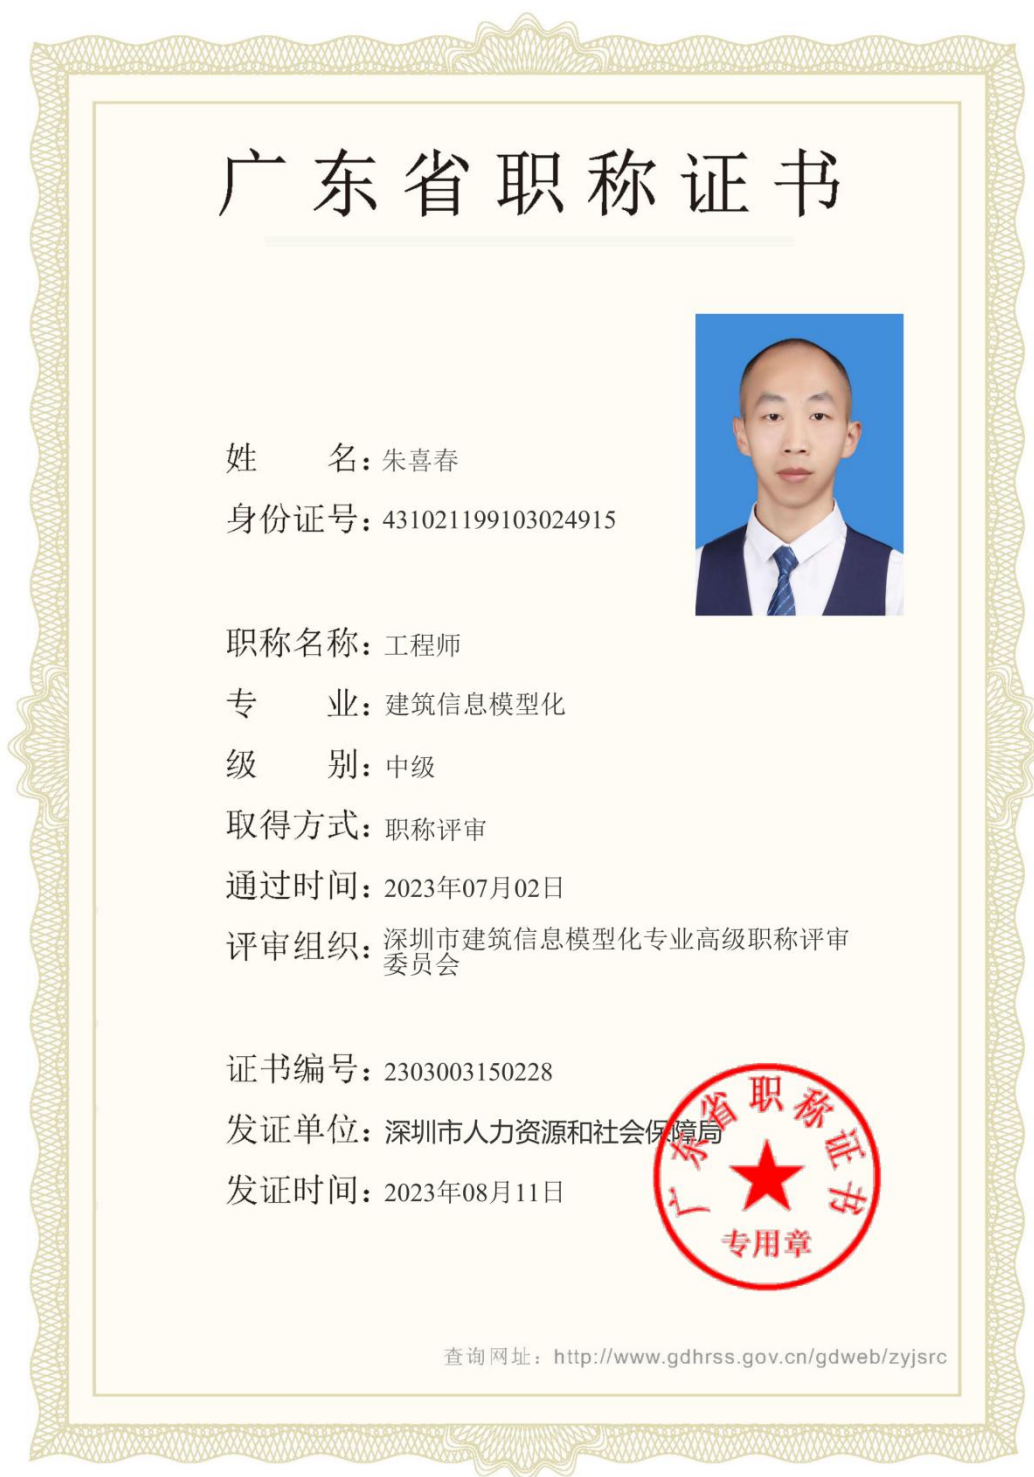 广东省职称证书
姓名：朱喜春
身份证号：431021199103024915
职称名称：工程师
专业：建筑信息模型化
级别：中级
取得方式：职称评审
通过时间：2023年07月02日
评审组织：深圳市建筑信息模型化专业高级职称评审
委员会
证书编号：2303003150228
发证单位：深圳市人力资源和社会保障局
发证时间：2023年08月11日
广东省职称证书
专用章
查询网址：http://www.gdhrss.gov.cn/gdweb/zyjsrc